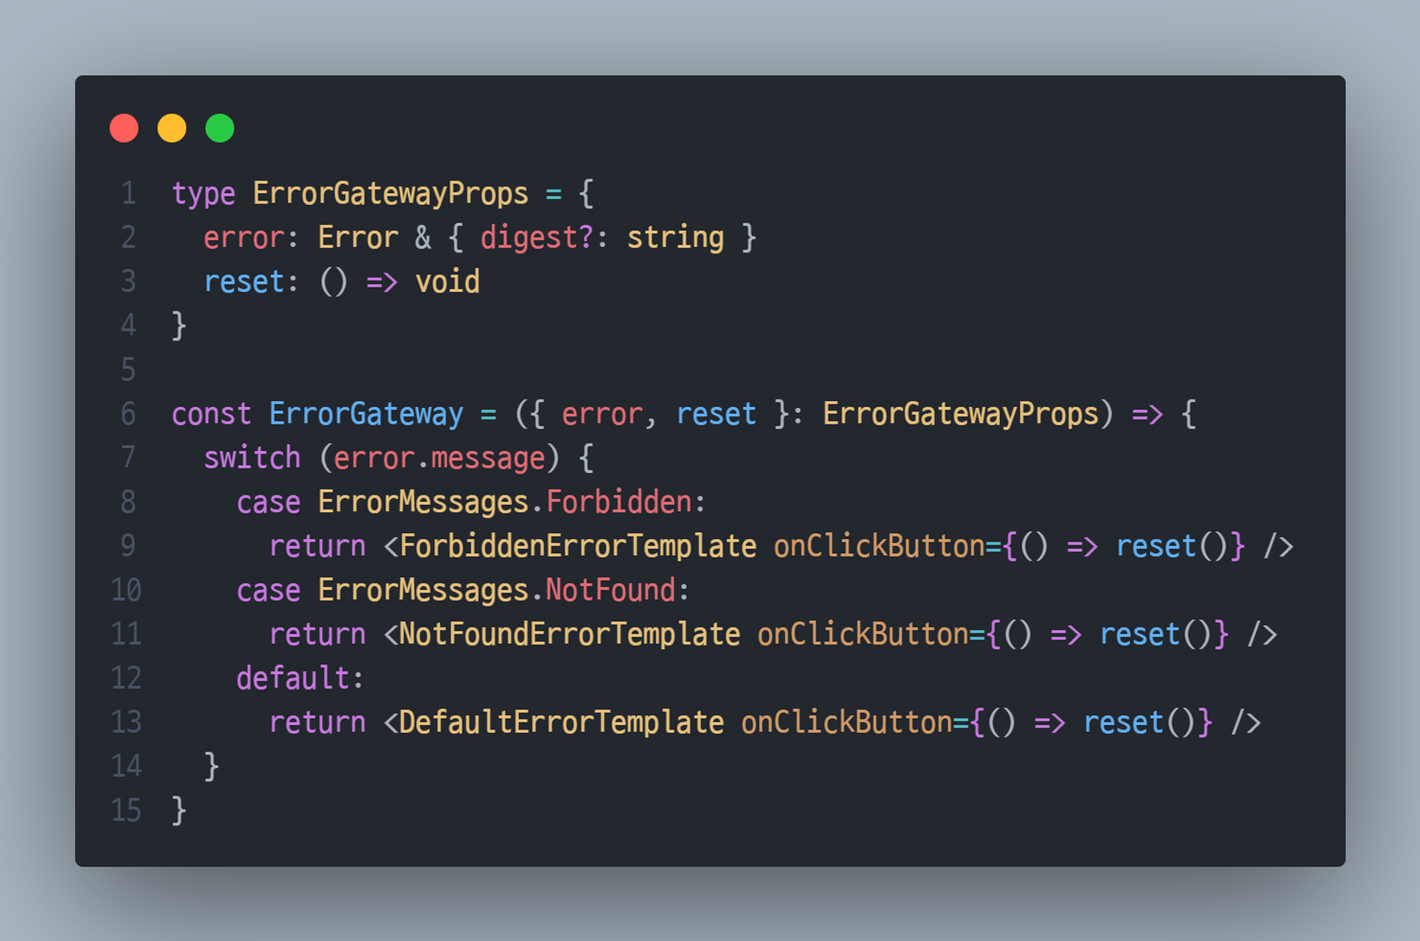 1 type ErrorGatewayProps = {
2   error: Error & { digest?: string }
3   reset: () => void
4 }
5
6 const ErrorGateway = ({ error, reset }: ErrorGatewayProps) => {
7   switch (error.message) {
8     case ErrorMessages.Forbidden:
9       return <ForbiddenErrorTemplate onClickButton={() => reset()} />
10     case ErrorMessages.NotFound:
11       return <NotFoundErrorTemplate onClickButton={() => reset()} />
12     default:
13       return <DefaultErrorTemplate onClickButton={() => reset()} />
14   }
15 }